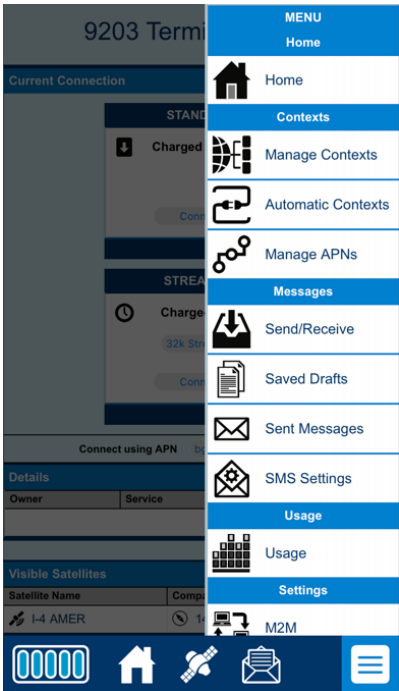 9203 Termi
Current Connection
STAND
Charged
Conn
STREA
Charge
32k Stre
Conn
Connect using APN
Details
Owner Service
Visible Satellites
Satellite Name Compa
I-4 AMER 14
MENU
Home
Home
Contexts
Manage Contexts
Automatic Contexts
Manage APNs
Messages
Send/Receive
Saved Drafts
Sent Messages
SMS Settings
Usage
Usage
Settings
M2M